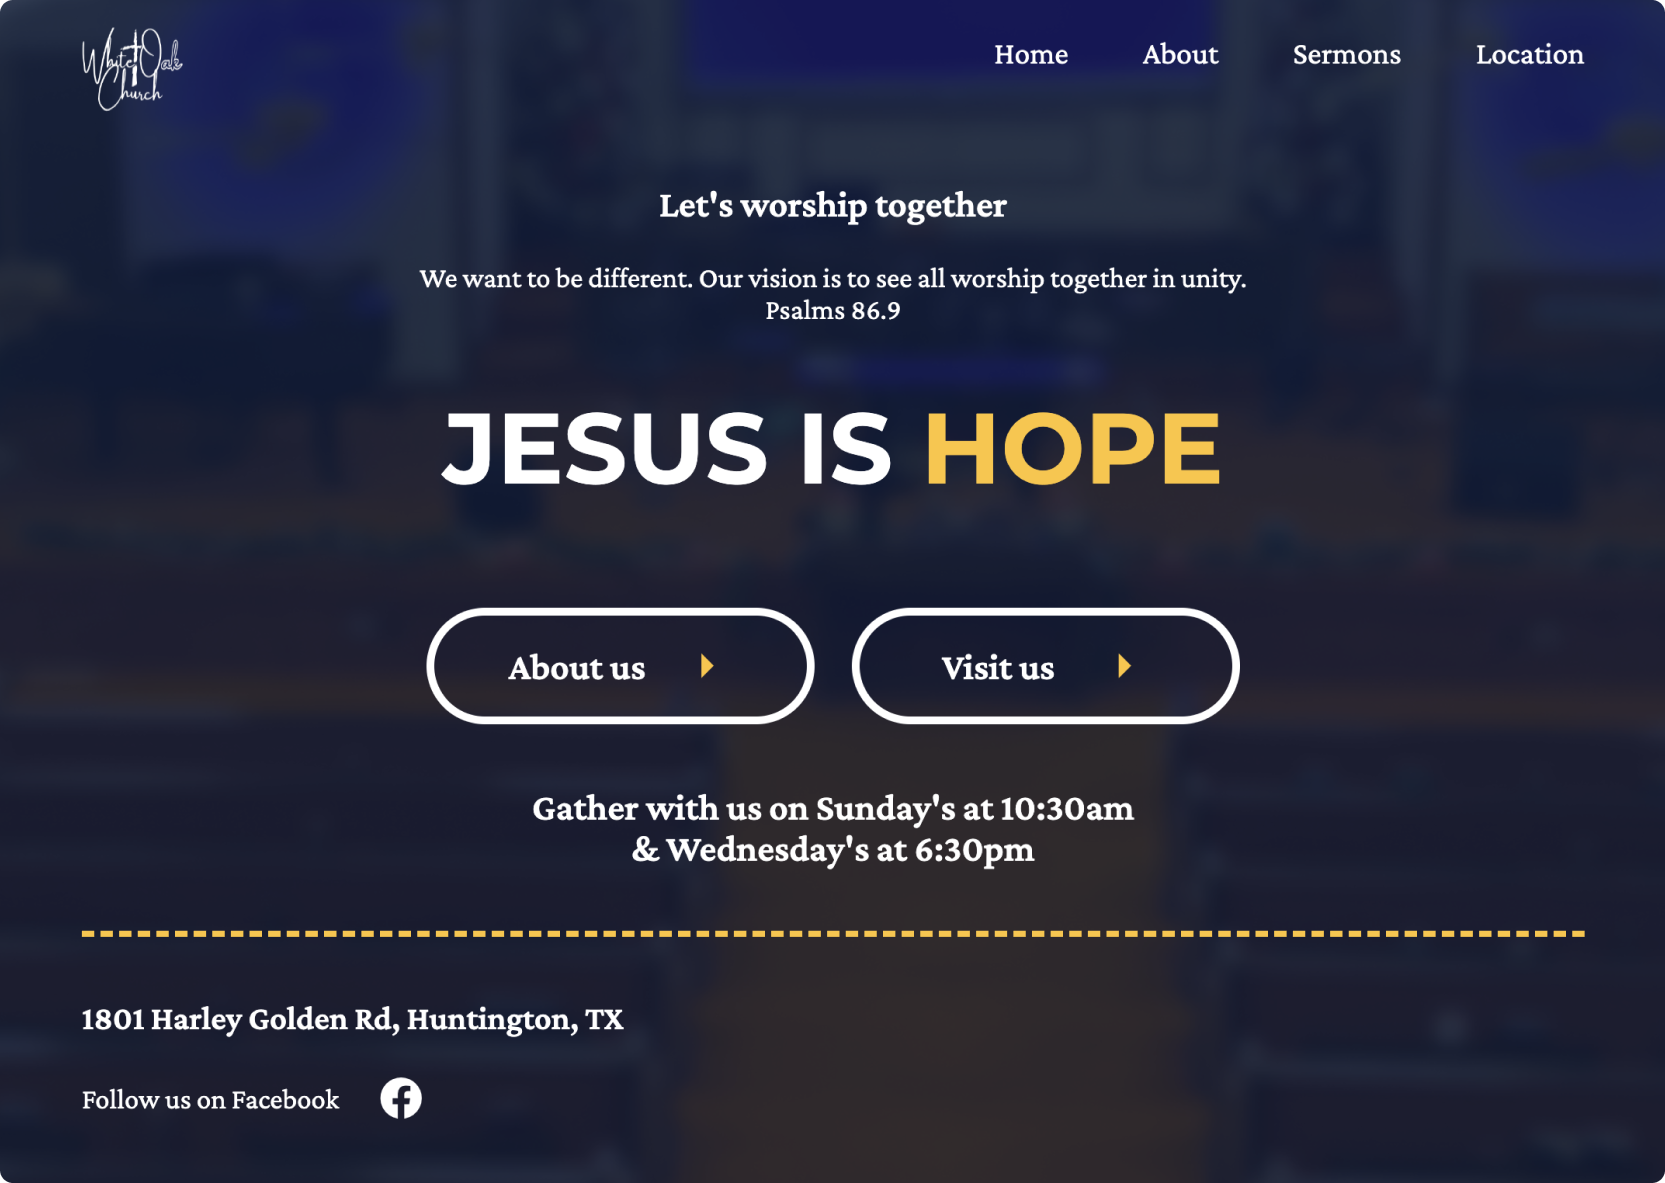 White Oak
Church
Home About Sermons Location
Let's worship together
We want to be different. Our vision is to see all worship together in unity.
Psalms 86.9
JESUS IS HOPE
About us
Visit us
Gather with us on Sunday's at 10:30am
& Wednesday's at 6:30pm
1801 Harley Golden Rd, Huntington, TX
Follow us on Facebook